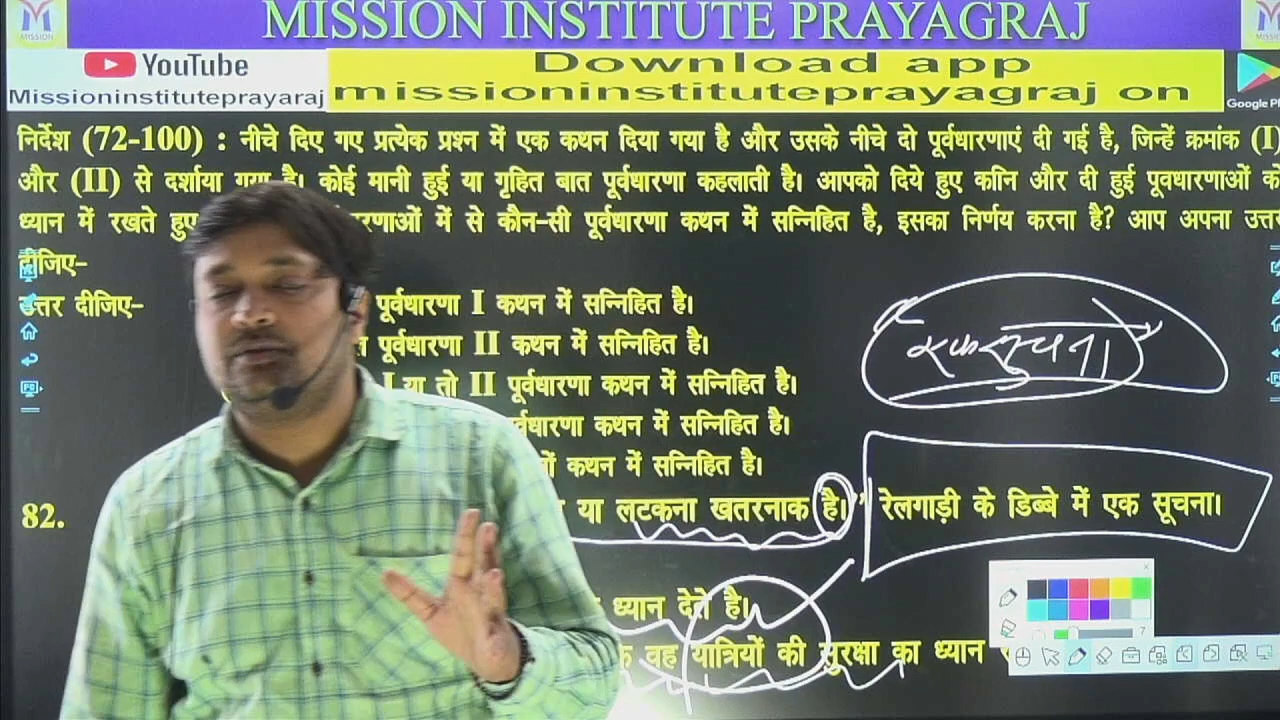 MISSION INSTITUTE PRAYAGRAJ
MISSION
YouTube
Missioninstituteprayaraj
Download app
missioninstituteprayagraj on
Google Pl
निर्देश (72-100) : नीचे दिए गए प्रत्येक प्रश्न में एक कथन दिया गया है और उसके नीचे दो पूर्वधारणाएं दी गई है, जिन्हें क्रमांक (I)
और (II) से दर्शाया गया है। कोई मानी हुई या गृहित बात पूर्वधारणा कहलाती है। आपको दिये हुए कानि और दी हुई पूवधारणाओं को
ध्यान में रखते हुए रणाओं में से कौन-सी पूर्वधारणा कथन में सन्निहित है, इसका निर्णय करना है? आप अपना उत्तर
दीजिए-
उत्तर दीजिए- पूर्वधारणा I कथन में सन्निहित है।
पूर्वधारणा II कथन में सन्निहित है।
I या तो II पूर्वधारणा कथन में सन्निहित है।
र्वधारणा कथन में सन्निहित है।
कथन में सन्निहित है।
एक सूचना
82. या लटकना खतरनाक है।'' रेलगाड़ी के डिब्बे में एक सूचना।
ध्यान देते है।
वह यात्रियों की सुरक्षा का ध्यान
7